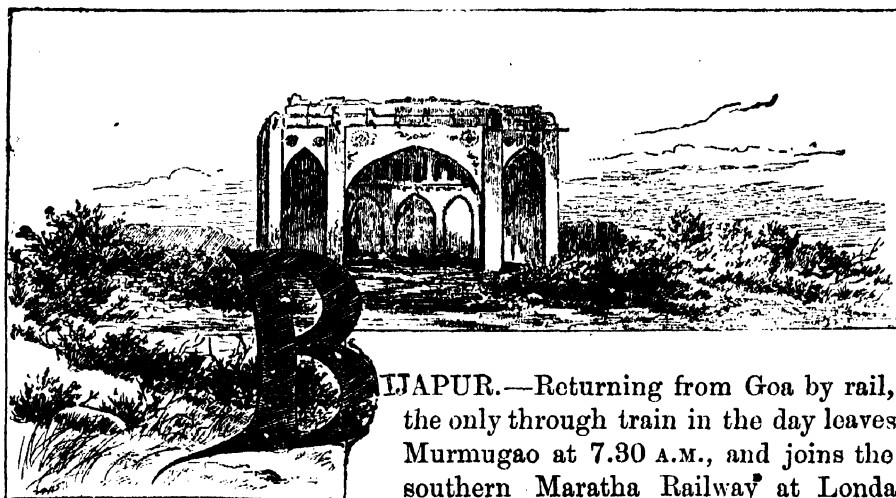 BIJAPUR.—Returning from Goa by rail,
the only through train in the day leaves
Murmugao at 7.30 A.M., and joins the
southern Maratha Railway at Londa